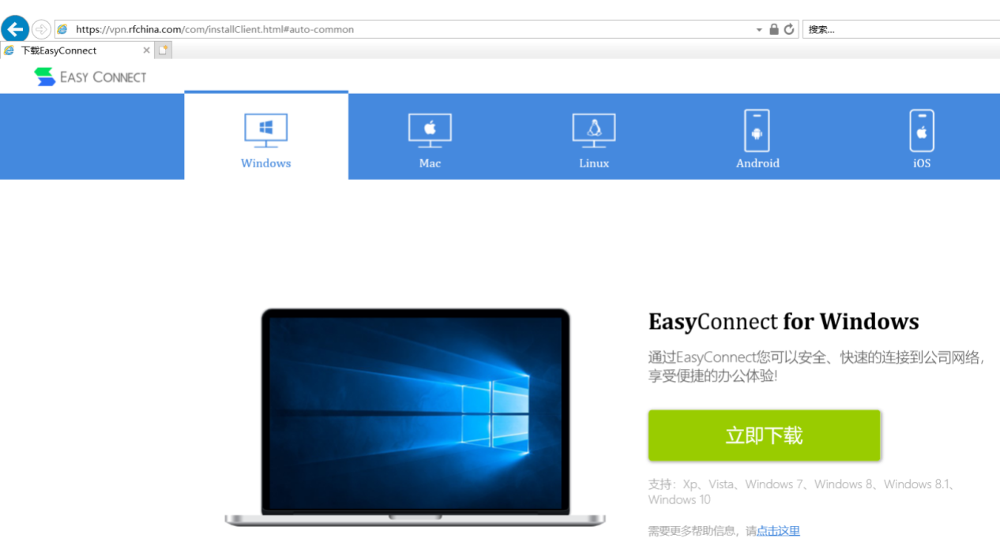 https://vpn.rfchina.com/com/installClient.html#auto-common
搜索...
下载EasyConnect
EASY CONNECT
Windows
Mac
Linux
Android
iOS
EasyConnect for Windows
通过EasyConnect您可以安全、快速的连接到公司网络，
享受便捷的办公体验!
立即下载
支持：Xp、Vista、Windows 7、Windows 8、Windows 8.1、
Windows 10
需要更多帮助信息，请点击这里